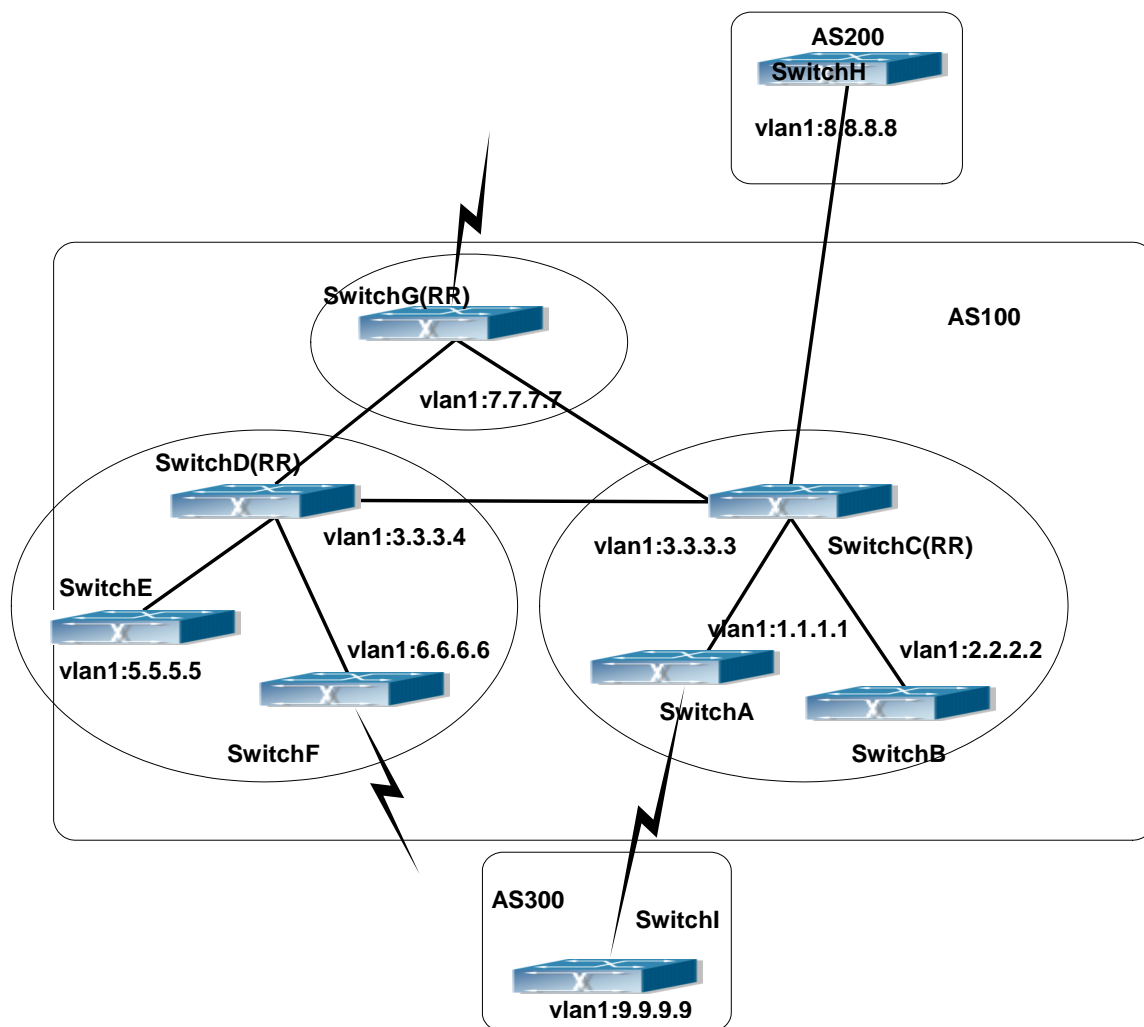 AS200
SwitchH
vlan1:8.8.8.8
SwitchG(RR)
AS100
vlan1:7.7.7.7
SwitchD(RR)
vlan1:3.3.3.4
vlan1:3.3.3.3
SwitchC(RR)
SwitchE
vlan1:5.5.5.5
vlan1:6.6.6.6
vlan1:1.1.1.1
vlan1:2.2.2.2
SwitchF
SwitchA
SwitchB
AS300
SwitchI
vlan1:9.9.9.9